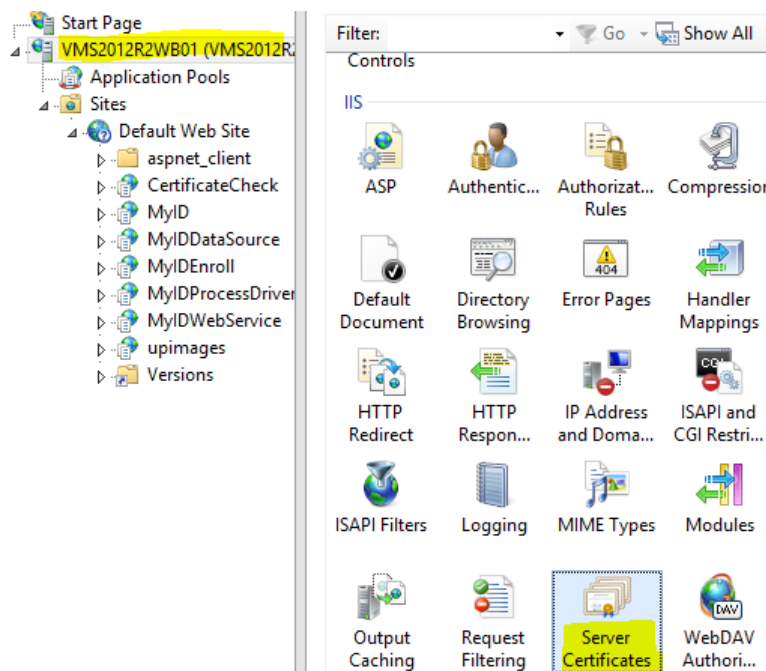 Start Page
VMS2012R2WB01 (VMS2012R
Application Pools
Sites
Default Web Site
aspnet_client
CertificateCheck
MyID
MyIDDataSource
MyIDEnroll
MyIDProcessDriver
MyIDWebService
upimages
Versions
Filter:
Go
Show All
Controls
IIS
ASP
Authentic...
Authorizat...
Rules
Compression
Default
Document
Directory
Browsing
404
Error Pages
Handler
Mappings
HTTP
Redirect
HTTP
Respon...
IP Address
and Doma...
CGI
ISAPI and
CGI Restri...
ISAPI Filters
Logging
MIME Types
Modules
Output
Caching
Request
Filtering
Server
Certificates
DAV
WebDAV
Authori...